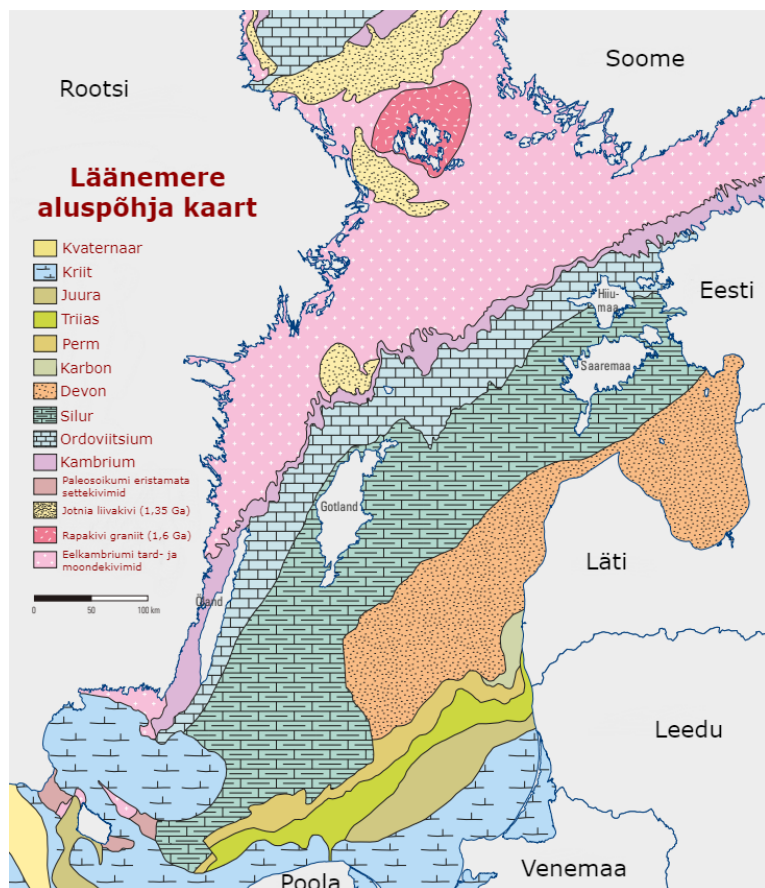 Rootsi
Soome
Läänemere
aluspõhja kaart
Kvaternaar
Kriit
Juura
Triias
Perm
Karbon
Devon
Silur
Ordoviitsium
Kambrium
Paleosoikumi eristamata
settekivimid
Jotnia liivakivi (1,35 Ga)
Rapakivi graniit (1,6 Ga)
Eelkambriumi tard- ja
moondekivimid
0 50 100 km
Eesti
Hiiu-
maa
Saaremaa
Gotland
Öland
Läti
Leedu
Venemaa
Poola